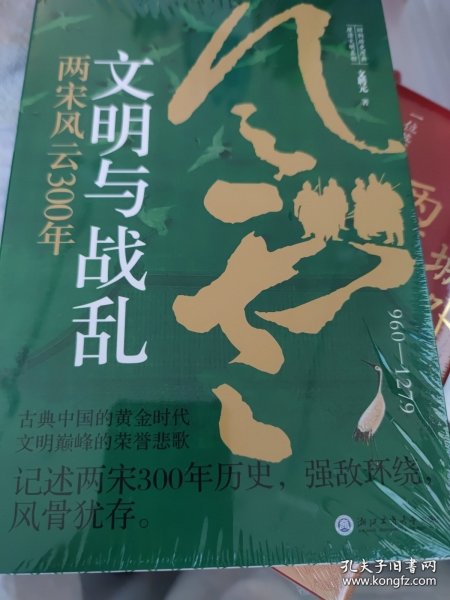 文明与战乱
两宋风云300年
著
960—1279
古典中国的黄金时代
文明巅峰的荣誉悲歌
记述两宋300年历史，强敌环绕，
风骨犹存。
孔夫子旧书网
www.kongfz.com